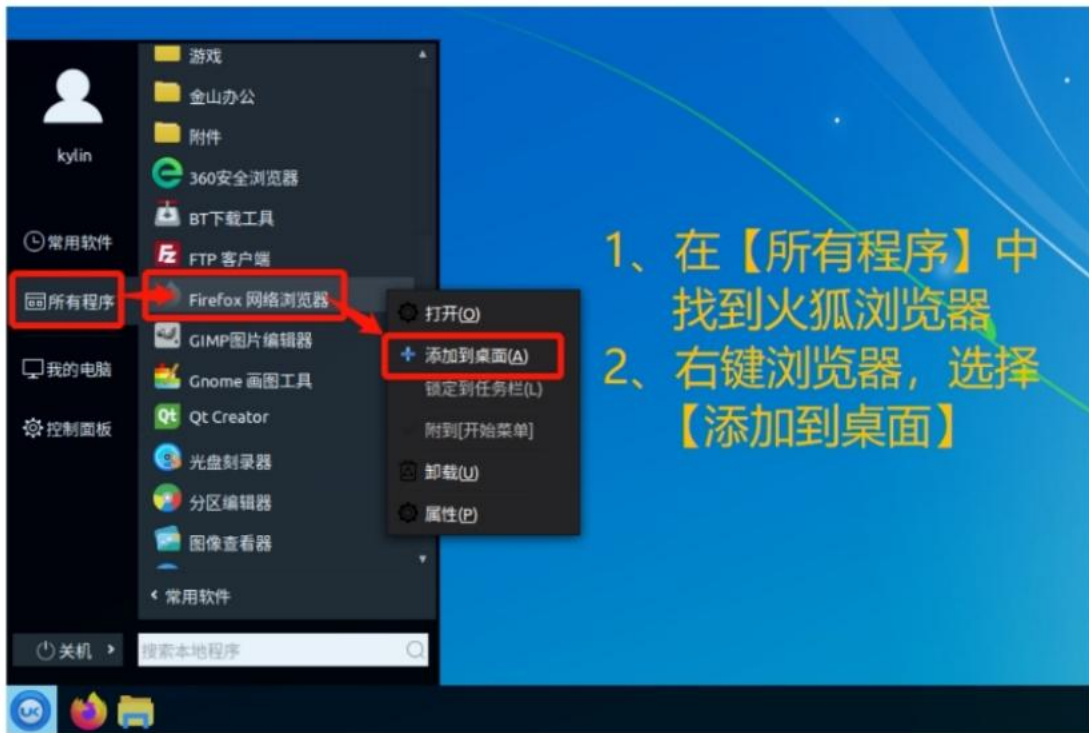 kylin
常用软件
所有程序
我的电脑
控制面板
关机
游戏
金山办公
附件
360安全浏览器
BT下载工具
FTP 客户端
Firefox 网络浏览器
GIMP图片编辑器
Gnome 画图工具
Qt Creator
光盘刻录器
分区编辑器
图像查看器
常用软件
搜索本地程序
打开(O)
添加到桌面(A)
锁定到任务栏(L)
附到[开始菜单]
卸载(U)
属性(P)
1、在【所有程序】中
找到火狐浏览器
2、右键浏览器，选择
【添加到桌面】